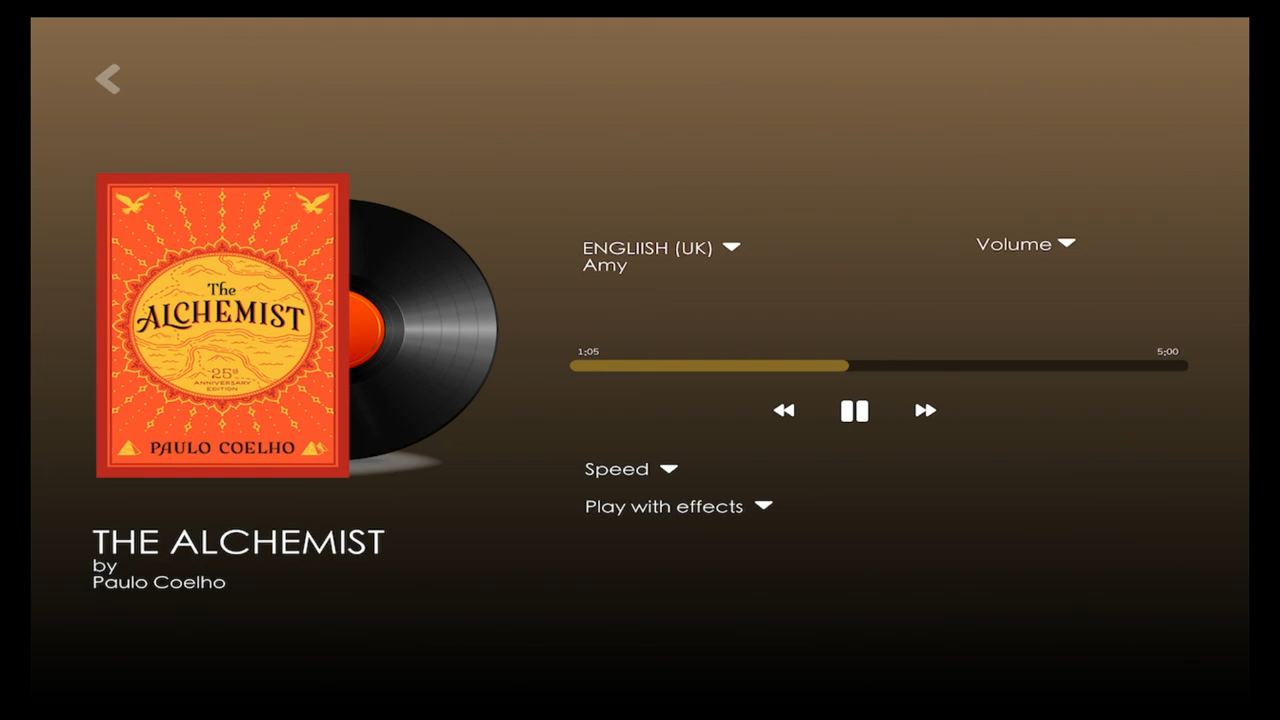 The
ALCHEMIST
25th
ANNIVERSARY
EDITION
PAULO COELHO
THE ALCHEMIST
by
Paulo Coelho
ENGLIISH (UK)
Amy
Volume
1;05
5;00
Speed
Play with effects